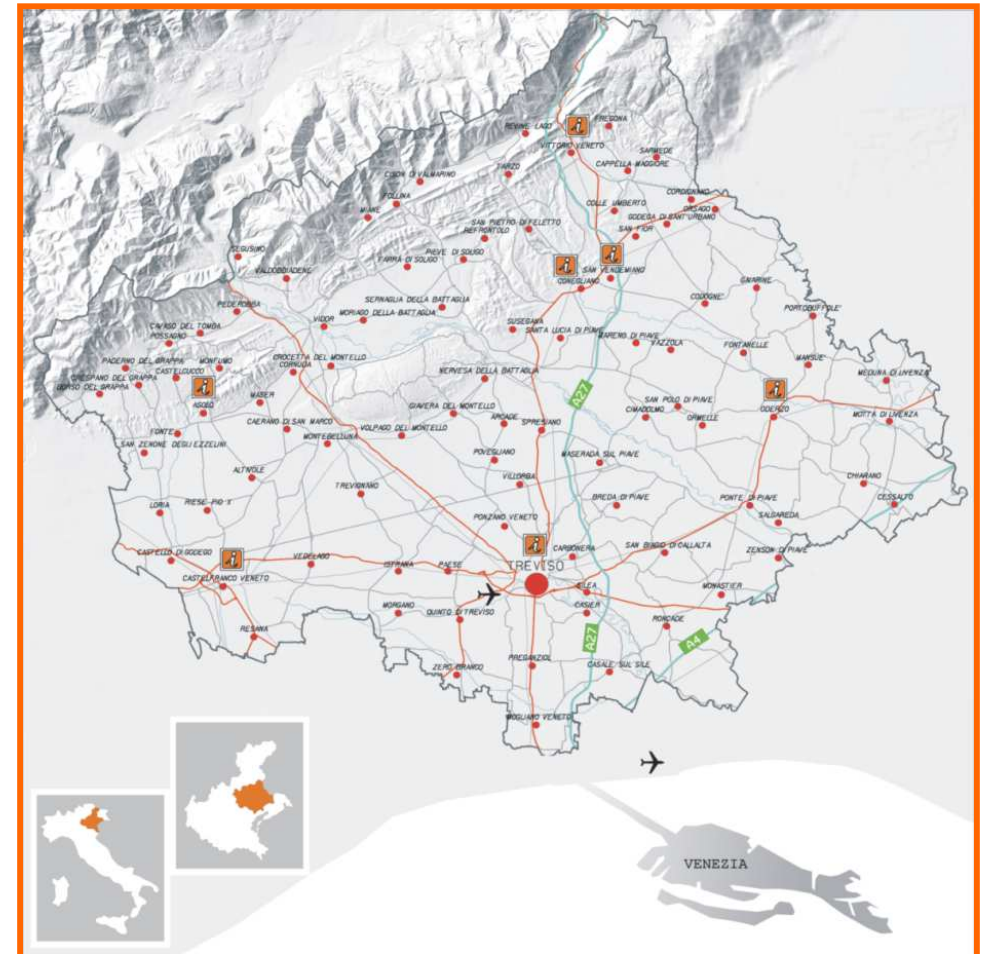 FREGONA
REVINE LAGO
VITTORIO VENETO
SARMEDE
CAPPELLA MAGGIORE
TARZO
CISON DI VALMARINO
FOLLINA
MIANE
CORDIGNANO
ORSAGO
COLLE UMBERTO
GODEGA DI SANT'URBANO
SAN FIOR
SAN PIETRO DI FELETTO
REFRONTOLO
PIEVE DI SOLIGO
FARRA DI SOLIGO
SEGUSINO
VALDOBBIADENE
SAN VENDEMIANO
CONEGLIANO
GAIARINE
CODOGNE'
PORTOBUFFOLE'
PEDEROBBA
SERNAGLIA DELLA BATTAGLIA
MORIAGO DELLA BATTAGLIA
VIDOR
SUSEGANA
SANTA LUCIA DI PIAVE
MARENO DI PIAVE
VAZZOLA
FONTANELLE
MANSUE'
MEDUNA DI LIVENZA
CAVASO DEL TOMBA
POSSAGNO
PADERNO DEL GRAPPA
MONFUMO
CASTELCUCCO
CRESPANO DEL GRAPPA
BORSO DEL GRAPPA
CROCETTA DEL MONTELLO
CORNUDA
NERVESA DELLA BATTAGLIA
A27
MASER
ASOLO
GIAVERA DEL MONTELLO
ARCADE
SPRESIANO
CIMADOLMO
SAN POLO DI PIAVE
ORMELLE
ODERZO
MOTTA DI LIVENZA
FONTE
SAN ZENONE DEGLI EZZELINI
CAERANO DI SAN MARCO
MONTEBELLUNA
VOLPAGO DEL MONTELLO
POVEGLIANO
MASERADA SUL PIAVE
ALTIVOLE
TREVIGNANO
VILLORBA
CHIARANO
CESSALTO
LORIA
RIESE PIO X
BREDA DI PIAVE
PONTE DI PIAVE
SALGAREDA
PONZANO VENETO
CASTELLO DI GODEGO
VEDELAGO
ISTRANA
PAESE
TREVISO
CARBONERA
SAN BIAGIO DI CALLALTA
ZENSON DI PIAVE
CASTELFRANCO VENETO
SILEA
MONASTIER
MORGANO
QUINTO DI TREVISO
CASIER
RONCADE
RESANA
A27
A4
ZERO BRANCO
PREGANZIOL
CASALE SUL SILE
MOGLIANO VENETO
VENEZIA